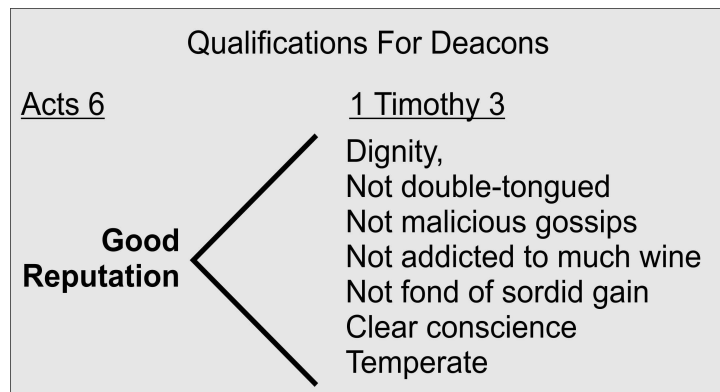 Qualifications For Deacons
Acts 6
1 Timothy 3
Good
Reputation
Dignity,
Not double-tongued
Not malicious gossips
Not addicted to much wine
Not fond of sordid gain
Clear conscience
Temperate